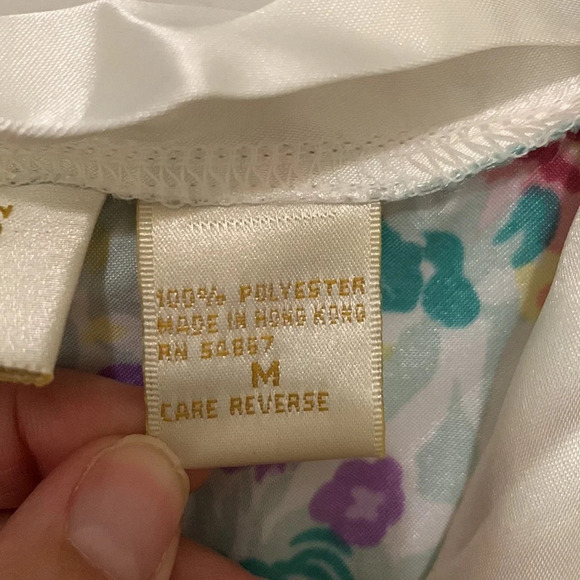 100% POLYESTER
MADE IN HONG KONG
RN 54867
M
CARE REVERSE